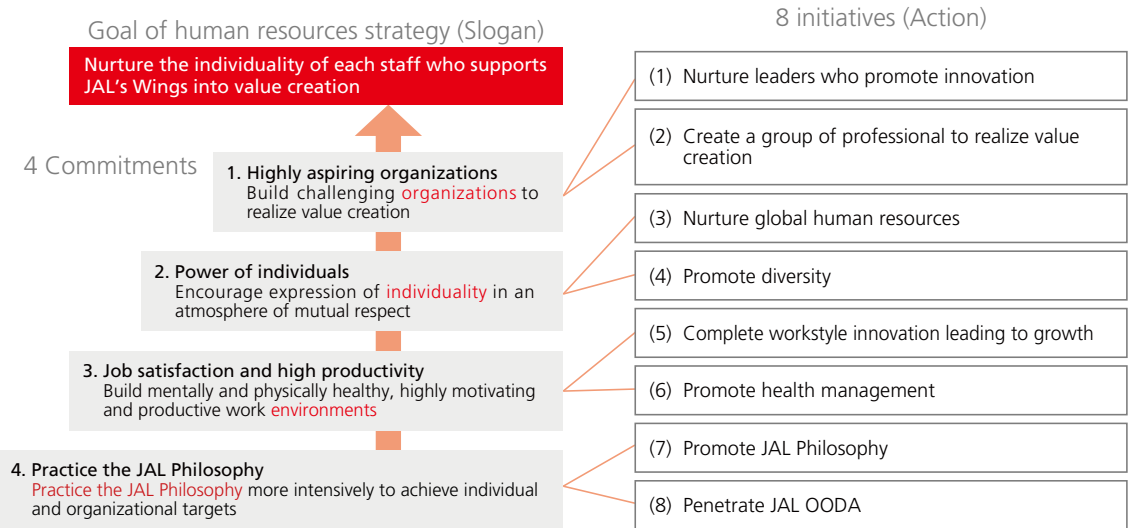 Goal of human resources strategy (Slogan)
Nurture the individuality of each staff who supports
JAL's Wings into value creation
4 Commitments
1. Highly aspiring organizations
Build challenging organizations to
realize value creation
2. Power of individuals
Encourage expression of individuality in an
atmosphere of mutual respect
3. Job satisfaction and high productivity
Build mentally and physically healthy, highly motivating
and productive work environments
4. Practice the JAL Philosophy
Practice the JAL Philosophy more intensively to achieve individual
and organizational targets
8 initiatives (Action)
(1) Nurture leaders who promote innovation
(2) Create a group of professional to realize value
creation
(3) Nurture global human resources
(4) Promote diversity
(5) Complete workstyle innovation leading to growth
(6) Promote health management
(7) Promote JAL Philosophy
(8) Penetrate JAL OODA